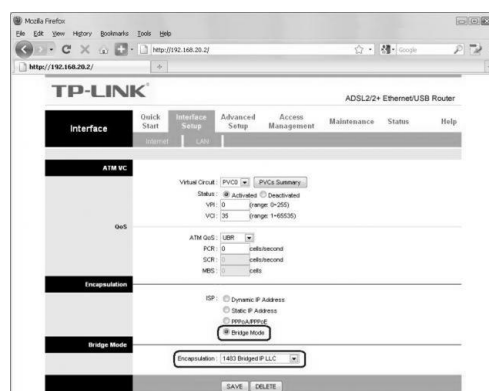 Mozilla Firefox
File Edit View History Bookmarks Tools Help
http://192.168.20.2/
Google
http://192.168.20.2/
TP-LINK
ADSL2/2+ Ethernet/USB Router
Interface
Quick Start
Interface Setup
Advanced Setup
Access Management
Maintenance
Status
Help
Internet LAN
ATM VC
Virtual Circuit : PVC0 PVCs Summary
Status : Activated Deactivated
VPI : 0 (range: 0~255)
VCI : 35 (range: 1~65535)
QoS
ATM QoS : UBR
PCR : 0 cells/second
SCR : 0 cells/second
MBS : 0 cells
Encapsulation
ISP : Dynamic IP Address
Static IP Address
PPPoA/PPPoE
Bridge Mode
Bridge Mode
Encapsulation : 1483 Bridged IP LLC
SAVE DELETE